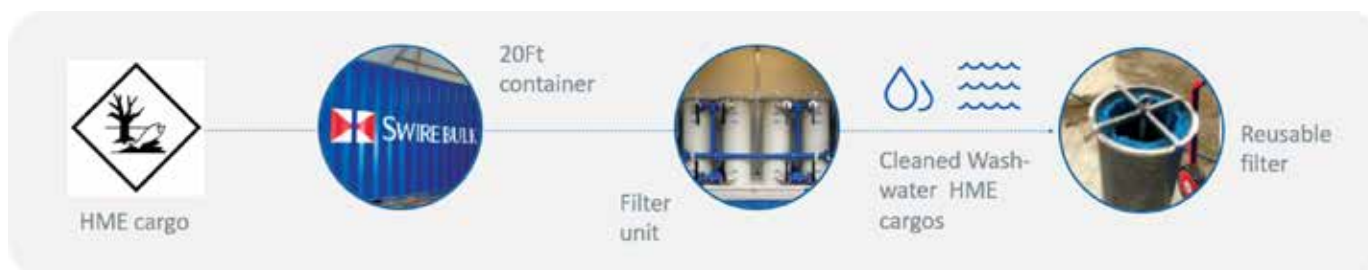 HME cargo
SWIRE BULK
20Ft
container
Filter
unit
Cleaned Wash-
water HME
cargos
Reusable
filter